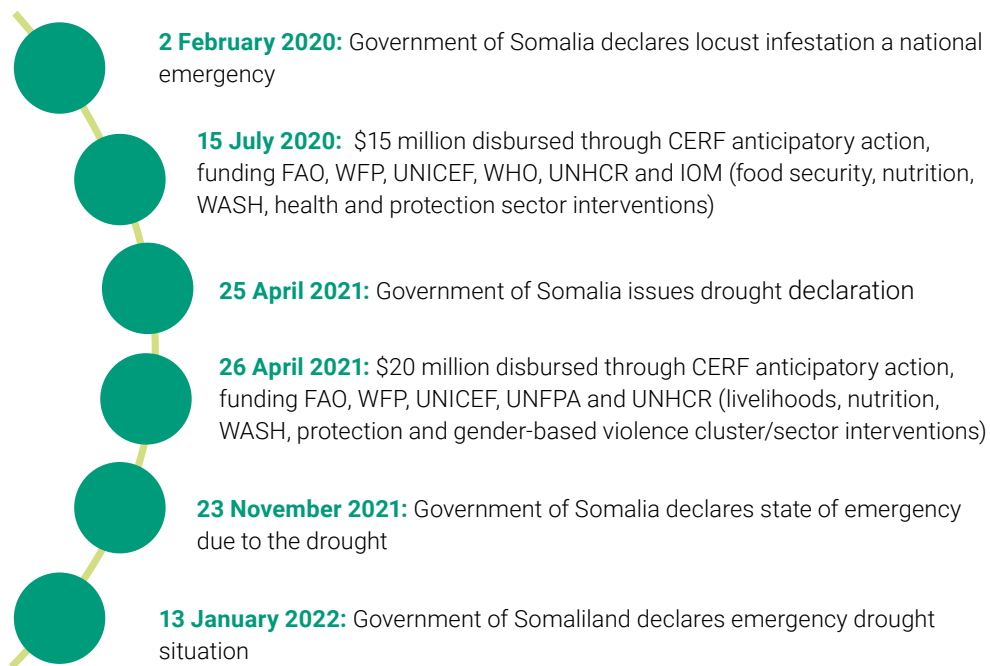 2 February 2020: Government of Somalia declares locust infestation a national
emergency
15 July 2020: $15 million disbursed through CERF anticipatory action,
funding FAO, WFP, UNICEF, WHO, UNHCR and IOM (food security, nutrition,
WASH, health and protection sector interventions)
25 April 2021: Government of Somalia issues drought declaration
26 April 2021: $20 million disbursed through CERF anticipatory action,
funding FAO, WFP, UNICEF, UNFPA and UNHCR (livelihoods, nutrition,
WASH, protection and gender-based violence cluster/sector interventions)
23 November 2021: Government of Somalia declares state of emergency
due to the drought
13 January 2022: Government of Somaliland declares emergency drought
situation